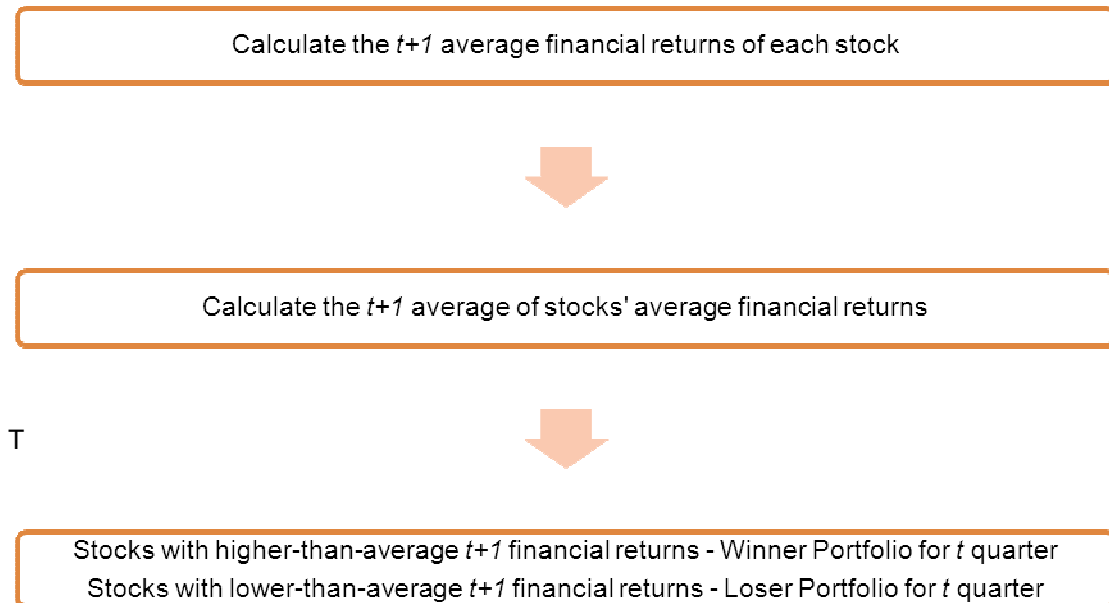 Calculate the t+1 average financial returns of each stock
Calculate the t+1 average of stocks' average financial returns
T
Stocks with higher-than-average t+1 financial returns - Winner Portfolio for t quarter
Stocks with lower-than-average t+1 financial returns - Loser Portfolio for t quarter